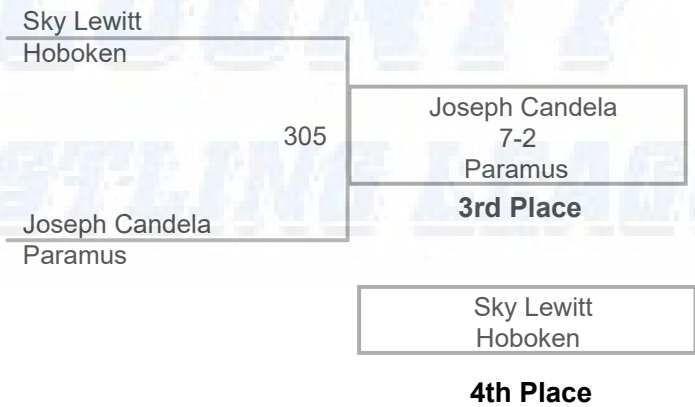 Sky Lewitt
Hoboken
305
Joseph Candela
7-2
Paramus
3rd Place
Joseph Candela
Paramus
Sky Lewitt
Hoboken
4th Place